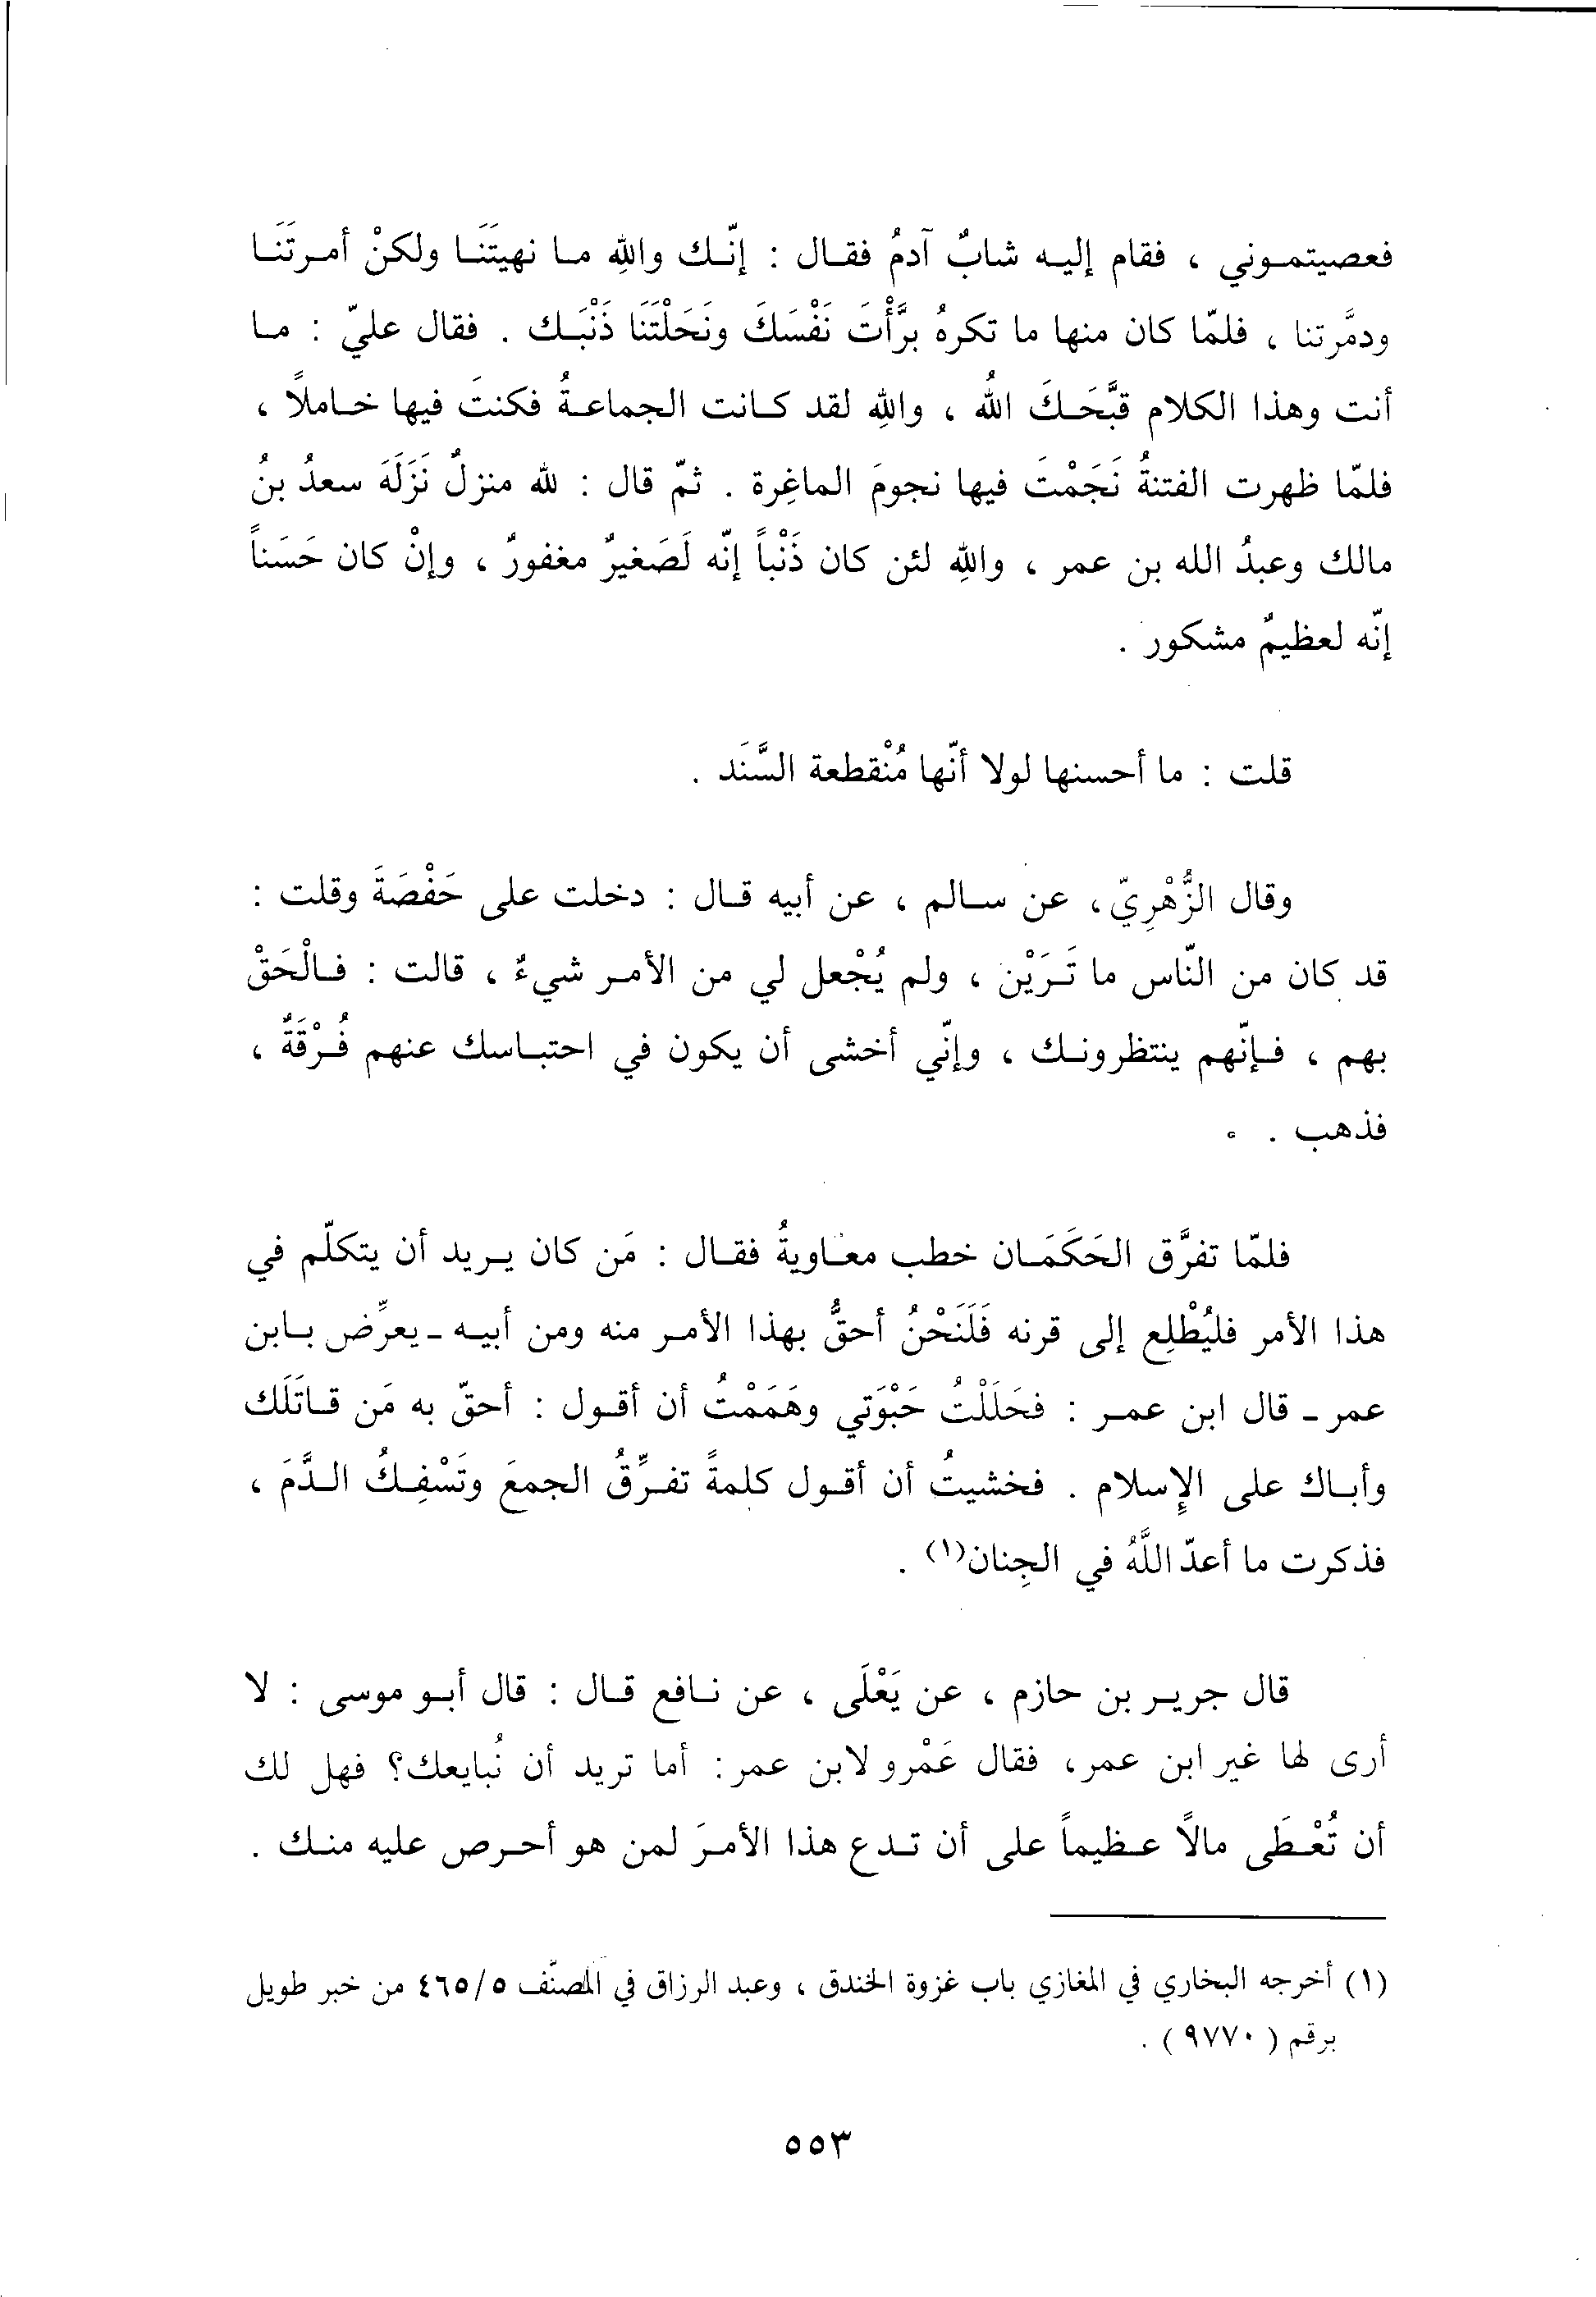 فعصيتموني ، فقام إليه شابٌ آدمُ فقال : إنّك واللهِ ما نهيتَنَا ولكنْ أمرتَنَا
ودمَّرتنا ، فلمّا كان منها ما تكرهُ برَّأْتَ نَفْسَكَ ونَحَلْتَنَا ذَنْبَك . فقال عليّ : ما
أنت وهذا الكلام قبَّحَكَ اللهُ ، واللهِ لقد كانت الجماعةُ فكنتَ فيها خاملاً ،
فلمّا ظهرت الفتنةُ نَجَمْتَ فيها نجومَ الماغِرة . ثمّ قال : لله منزلٌ نَزَلَهَ سعدُ بنُ
مالك وعبدُ الله بن عمر ، واللهِ لئن كان ذَنْباً إنّه لَصَغيرٌ مغفورٌ ، وإنْ كان حَسَناً
إنّه لعظيمٌ مشكور .
قلت : ما أحسنها لولا أنّها مُنْقطعة السَّنَد .
وقال الزُّهْرِيّ، عن سالم ، عن أبيه قال : دخلت على حَفْصَةَ وقلت :
قد كان من النّاس ما تَرَيْن ، ولم يُجْعل لي من الأمر شيءٌ ، قالت : فالْحَقْ
بهم ، فإنّهم ينتظرونك ، وإنّي أخشى أن يكون في احتباسك عنهم فُرْقَةٌ ،
فذهب .
فلمّا تفرَّق الحَكَمَان خطب معاويةُ فقال : مَن كان يريد أن يتكلّم في
هذا الأمر فليُطْلِع إلى قرنه فَلَنَحْنُ أحقُّ بهذا الأمر منه ومن أبيه - يعرِّض بابن
عمر - قال ابن عمر : فحَلَلْتُ حَبْوَتي وهَمَمْتُ أن أقول : أحقّ به مَن قاتَلَك
وأباك على الإسلام . فخشيتُ أن أقول كلمةً تفرِّقُ الجمعَ وتَسْفِكُ الدَّمَ ،
فذكرت ما أعدّ اللَّهُ في الجِنان(١) .
قال جرير بن حازم ، عن يَعْلَى ، عن نافع قال : قال أبو موسى : لا
أرى لها غير ابن عمر، فقال عَمْرو لابن عمر: أما تريد أن نُبايعك؟ فهل لك
أن تُعْطَى مالاً عظيماً على أن تدع هذا الأمرَ لمن هو أحرص عليه منك .
(١) أخرجه البخاري في المغازي باب غزوة الخندق ، وعبد الرزاق في المصنّف ٤٦٥/٥ من خبر طويل
برقم ( ٩٧٧٠ ) .
٥٥٣